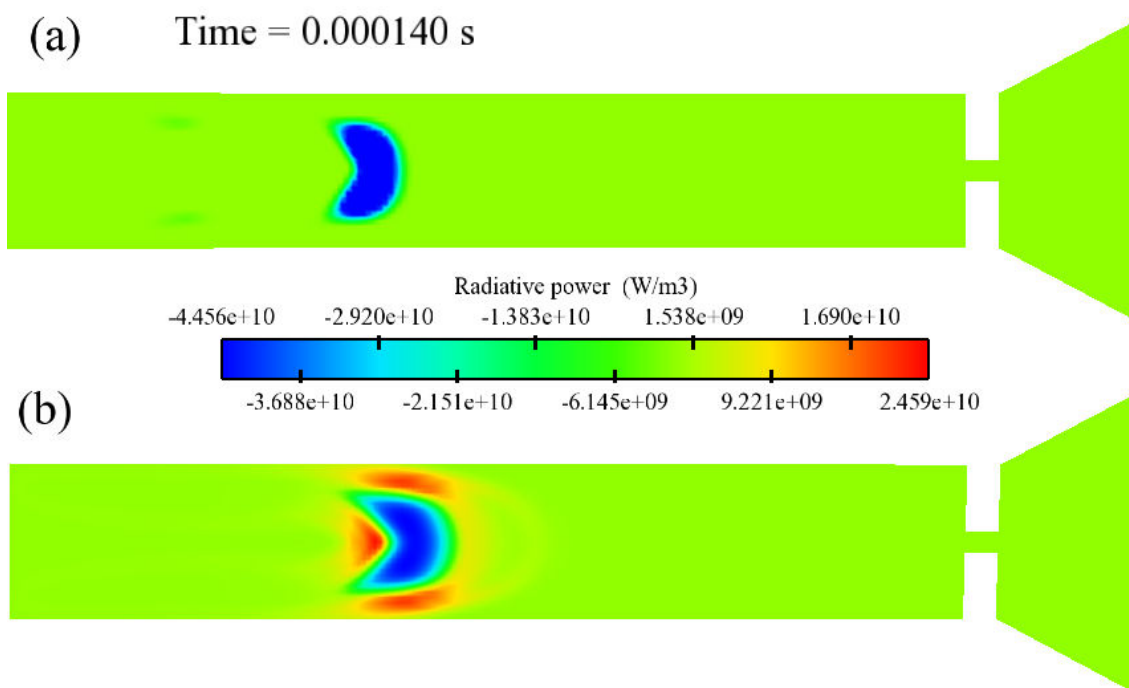 (a) Time = 0.000140 s
Radiative power (W/m3)
-4.456e+10 -2.920e+10 -1.383e+10 1.538e+09 1.690e+10
-3.688e+10 -2.151e+10 -6.145e+09 9.221e+09 2.459e+10
(b)